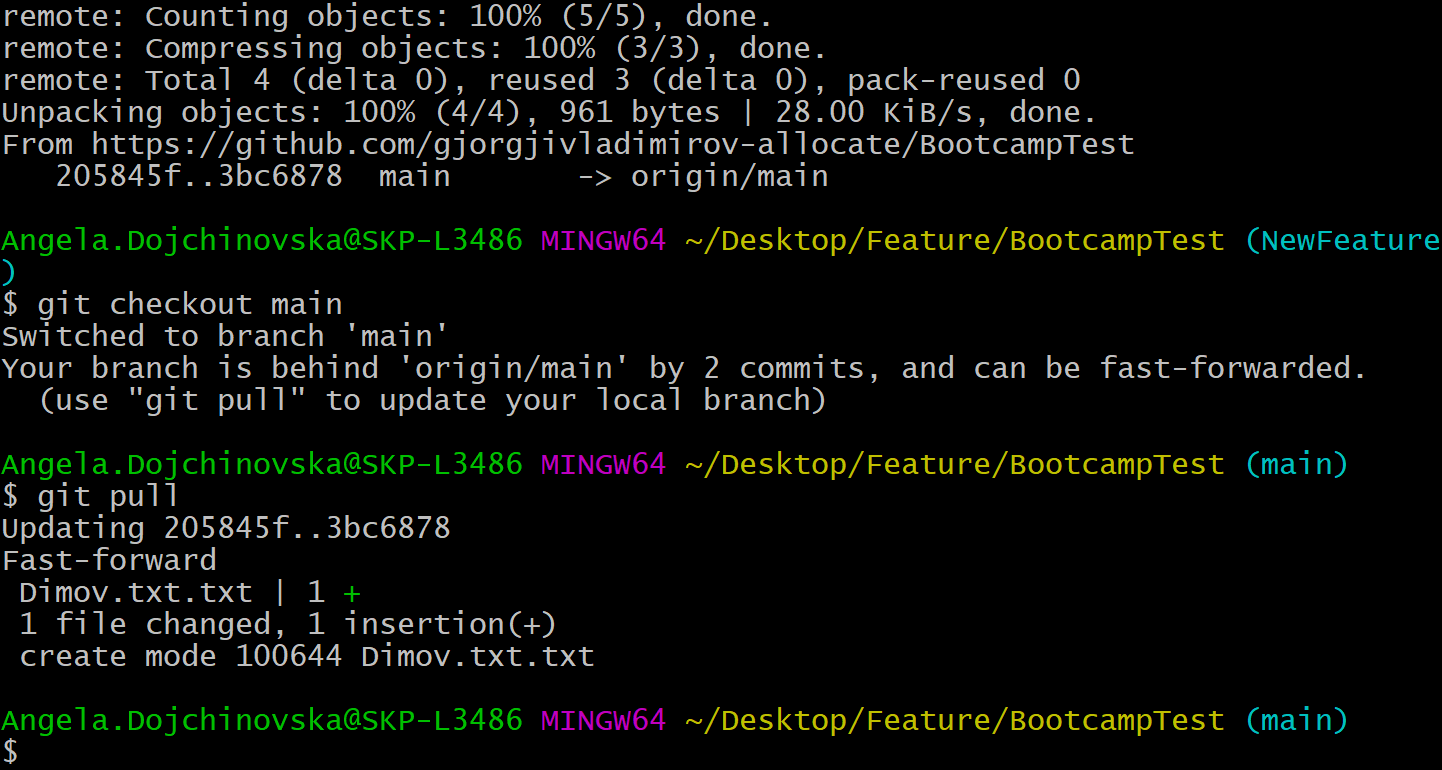 remote: Counting objects: 100% (5/5), done.
remote: Compressing objects: 100% (3/3), done.
remote: Total 4 (delta 0), reused 3 (delta 0), pack-reused 0
Unpacking objects: 100% (4/4), 961 bytes | 28.00 KiB/s, done.
From https://github.com/gjorgjivladimirov-allocate/BootcampTest
   205845f..3bc6878  main       -> origin/main

Angela.Dojchinovska@SKP-L3486 MINGW64 ~/Desktop/Feature/BootcampTest (NewFeature
)
$ git checkout main
Switched to branch 'main'
Your branch is behind 'origin/main' by 2 commits, and can be fast-forwarded.
  (use "git pull" to update your local branch)

Angela.Dojchinovska@SKP-L3486 MINGW64 ~/Desktop/Feature/BootcampTest (main)
$ git pull
Updating 205845f..3bc6878
Fast-forward
 Dimov.txt.txt | 1 +
 1 file changed, 1 insertion(+)
 create mode 100644 Dimov.txt.txt

Angela.Dojchinovska@SKP-L3486 MINGW64 ~/Desktop/Feature/BootcampTest (main)
$